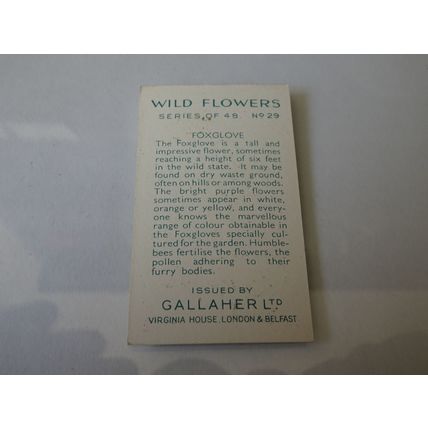 WILD FLOWERS
SERIES OF 48 No 29
FOXGLOVE
The Foxglove is a tall and
impressive flower, sometimes
reaching a height of six feet
in the wild state. It may be
found on dry waste ground,
often on hills or among woods.
The bright purple flowers
sometimes appear in white,
orange or yellow, and every-
one knows the marvellous
range of colour obtainable in
the Foxgloves specially cul-
tured for the garden. Humble-
bees fertilise the flowers, the
pollen adhering to their
furry bodies.
ISSUED BY
GALLAHER LTD
VIRGINIA HOUSE, LONDON & BELFAST